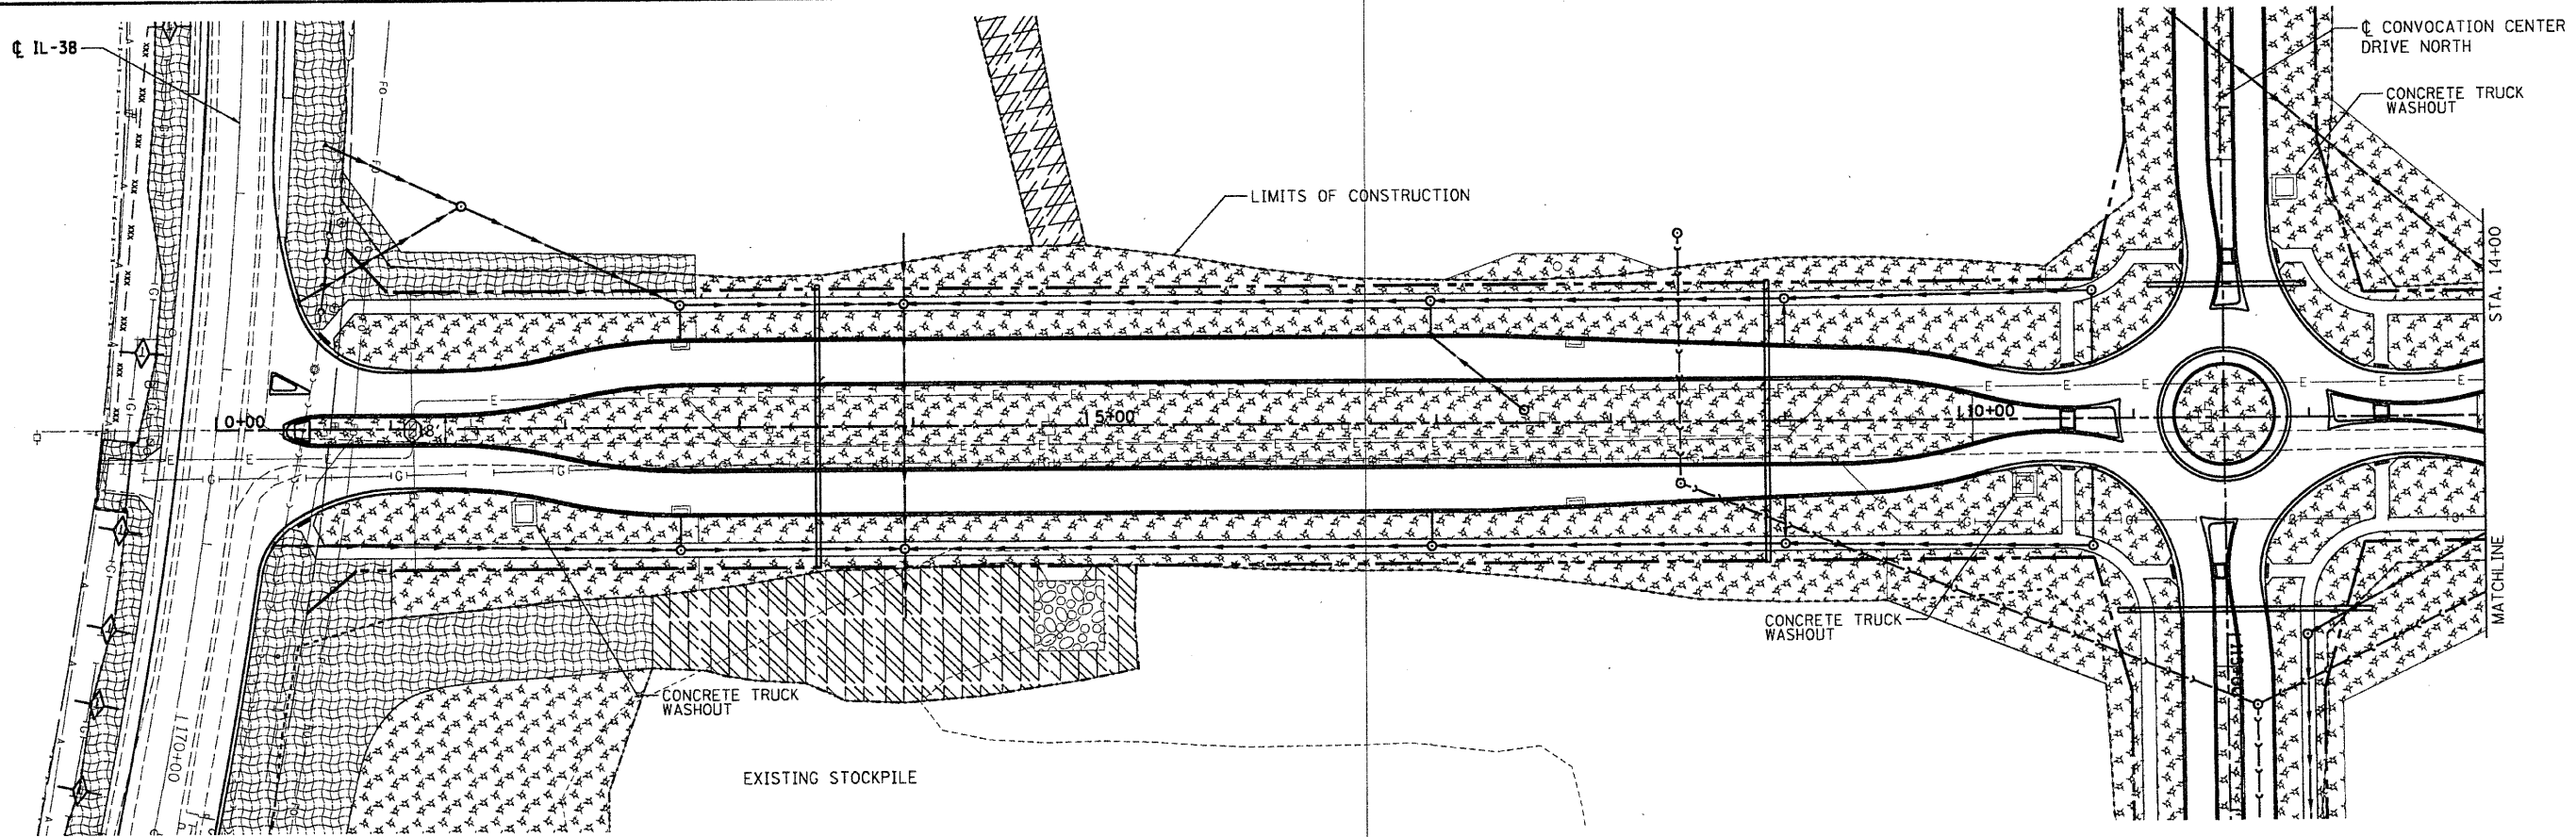 ℄ IL-38
℄ CONVOCATION CENTER
DRIVE NORTH
CONCRETE TRUCK
WASHOUT
LIMITS OF CONSTRUCTION
STA. 14+00
0+00
5+00
10+00
MATCHLINE
CONCRETE TRUCK
WASHOUT
CONCRETE TRUCK
WASHOUT
170+00
EXISTING STOCKPILE